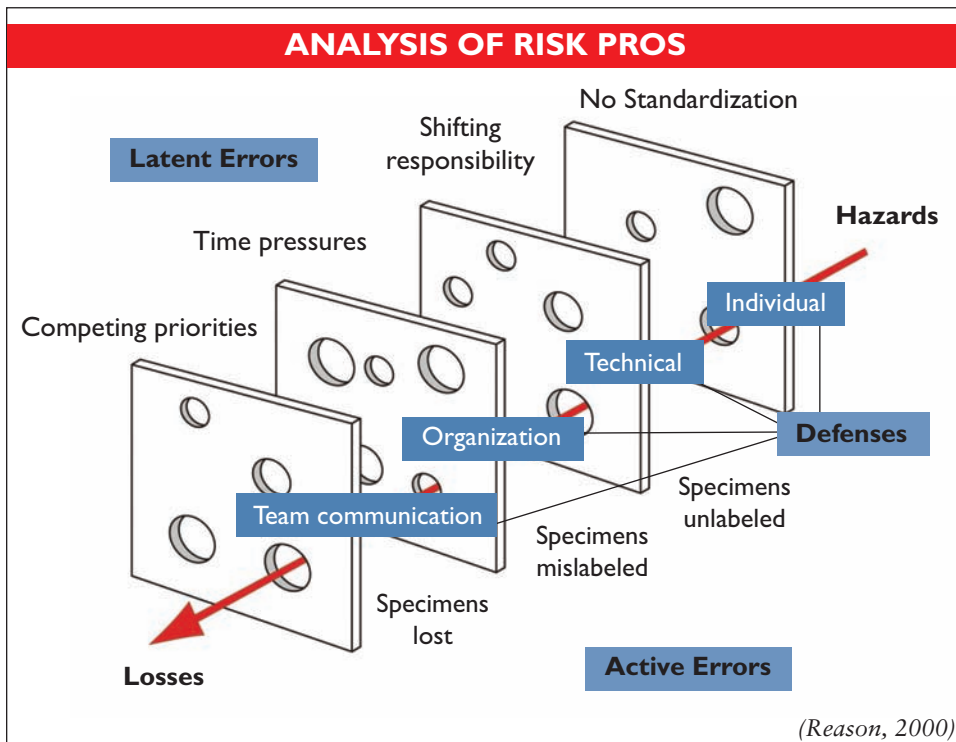 ANALYSIS OF RISK PROS
No Standardization
Shifting
responsibility
Latent Errors
Hazards
Time pressures
Individual
Competing priorities
Technical
Organization
Defenses
Team communication
Specimens
unlabeled
Specimens
mislabeled
Specimens
lost
Losses
Active Errors
(Reason, 2000)